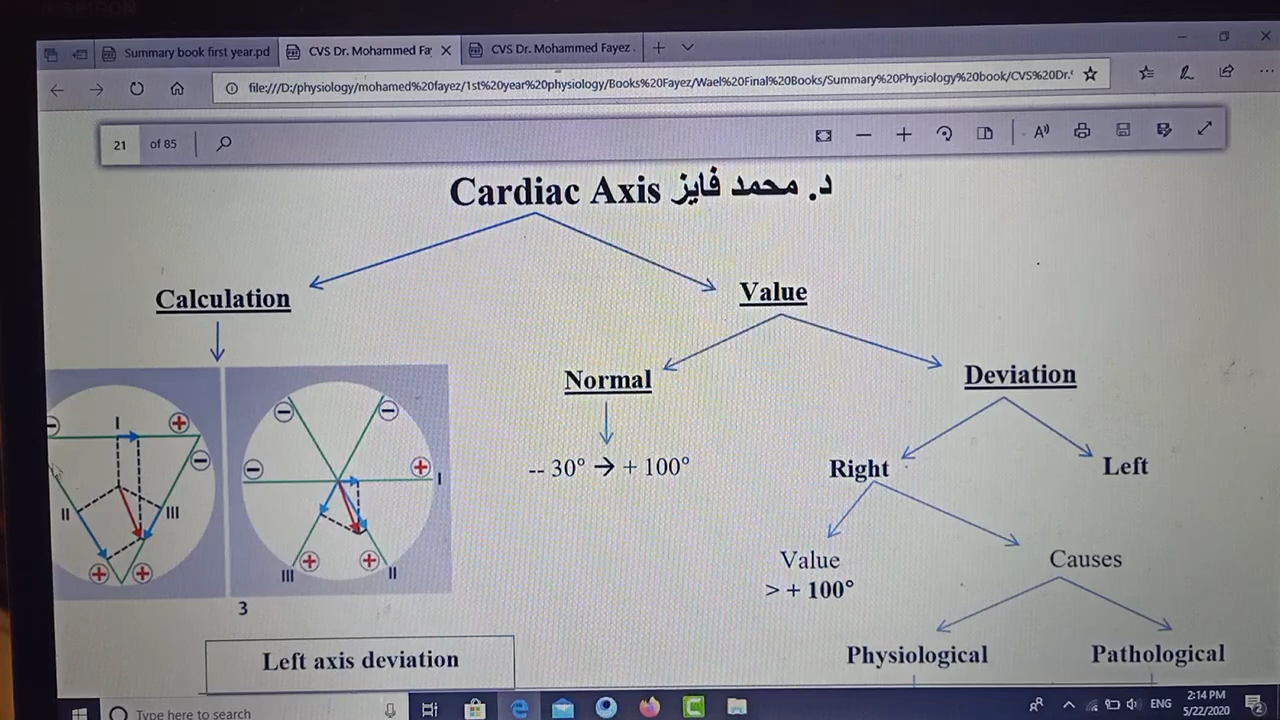 Summary book first year.pd
CVS Dr. Mohammed Fa
CVS Dr. Mohammed Fayez .
file:///D:/physiology/mohamed%20fayez/1st%20year%20physiology/Books%20Fayez/Wael%20Final%20Books/Summary%20Physiology%20book/CVS%20Dr.
21 of 85
Cardiac Axis د. محمد فايز
Calculation
Value
Normal
Deviation
-- 30° → + 100°
Right
Left
I
II
III
I
III
II
3
Value
> + 100°
Causes
Left axis deviation
Physiological
Pathological
Type here to search
ENG
2:14 PM
5/22/2020
2